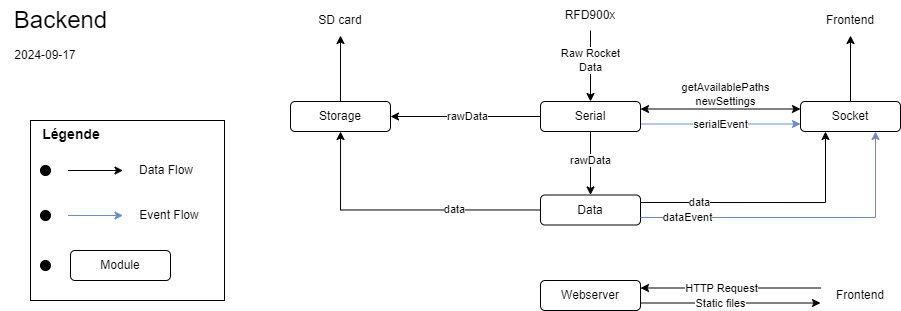 Backend
2024-09-17
SD card
RFD900x
Frontend
Raw Rocket
Data
getAvailablePaths
newSettings
Storage
rawData
Serial
serialEvent
Socket
Légende
Data Flow
Event Flow
Module
rawData
data
Data
data
dataEvent
Webserver
HTTP Request
Static files
Frontend